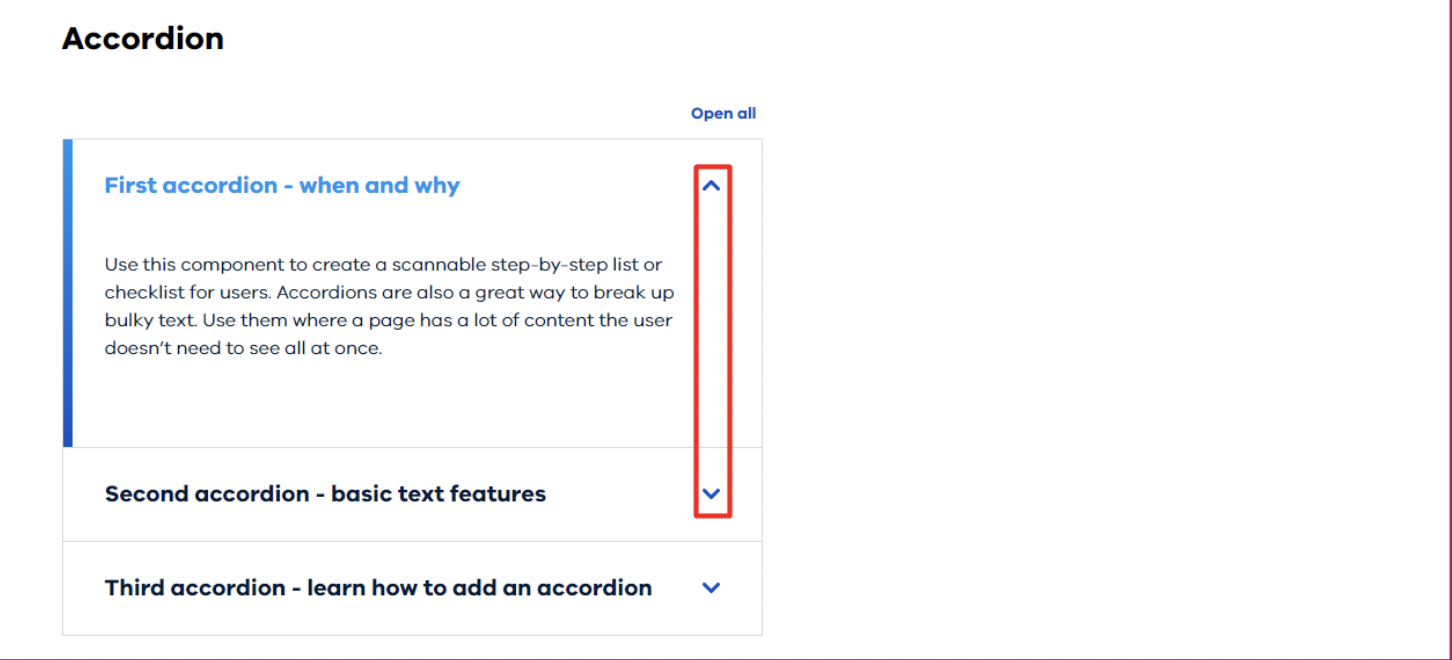 Accordion
Open all
First accordion - when and why
Use this component to create a scannable step-by-step list or
checklist for users. Accordions are also a great way to break up
bulky text. Use them where a page has a lot of content the user
doesn't need to see all at once.
Second accordion - basic text features
Third accordion - learn how to add an accordion